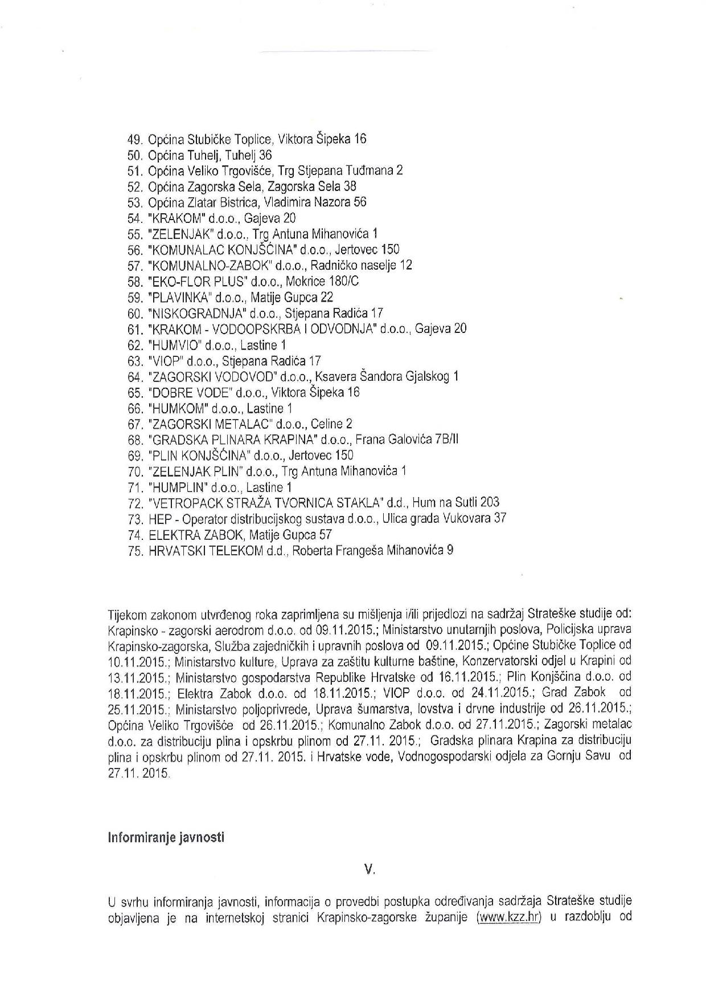 49. Općina Stubičke Toplice, Viktora Šipeka 16
50. Općina Tuhelj, Tuhelj 36
51. Općina Veliko Trgovišće, Trg Stjepana Tuđmana 2
52. Općina Zagorska Sela, Zagorska Sela 38
53. Općina Zlatar Bistrica, Vladimira Nazora 56
54. "KRAKOM" d.o.o., Gajeva 20
55. "ZELENJAK" d.o.o., Trg Antuna Mihanovića 1
56. "KOMUNALAC KONJŠĆINA" d.o.o., Jertovec 150
57. "KOMUNALNO-ZABOK" d.o.o., Radničko naselje 12
58. "EKO-FLOR PLUS" d.o.o., Mokrice 180/C
59. "PLAVINKA" d.o.o., Matije Gupca 22
60. "NISKOGRADNJA" d.o.o., Stjepana Radića 17
61. "KRAKOM - VODOOPSKRBA I ODVODNJA" d.o.o., Gajeva 20
62. "HUMVIO" d.o.o., Lastine 1
63. "VIOP" d.o.o., Stjepana Radića 17
64. "ZAGORSKI VODOVOD" d.o.o., Ksavera Šandora Gjalskog 1
65. "DOBRE VODE" d.o.o., Viktora Šipeka 16
66. "HUMKOM" d.o.o., Lastine 1
67. "ZAGORSKI METALAC" d.o.o., Celine 2
68. "GRADSKA PLINARA KRAPINA" d.o.o., Frana Galovića 7B/II
69. "PLIN KONJŠĆINA" d.o.o., Jertovec 150
70. "ZELENJAK PLIN" d.o.o., Trg Antuna Mihanovića 1
71. "HUMPLIN" d.o.o., Lastine 1
72. "VETROPACK STRAŽA TVORNICA STAKLA" d.d., Hum na Sutli 203
73. HEP - Operator distribucijskog sustava d.o.o., Ulica grada Vukovara 37
74. ELEKTRA ZABOK, Matije Gupca 57
75. HRVATSKI TELEKOM d.d., Roberta Frangeša Mihanovića 9
Tijekom zakonom utvrđenog roka zaprimljena su mišljenja i/ili prijedlozi na sadržaj Strateške studije od:
Krapinsko - zagorski aerodrom d.o.o. od 09.11.2015.; Ministarstvo unutarnjih poslova, Policijska uprava
Krapinsko-zagorska, Služba zajedničkih i upravnih poslova od 09.11.2015.; Općine Stubičke Toplice od
10.11.2015.; Ministarstvo kulture, Uprava za zaštitu kulturne baštine, Konzervatorski odjel u Krapini od
13.11.2015.; Ministarstvo gospodarstva Republike Hrvatske od 16.11.2015.; Plin Konjšćina d.o.o. od
18.11.2015.; Elektra Zabok d.o.o. od 18.11.2015.; VIOP d.o.o. od 24.11.2015.; Grad Zabok od
25.11.2015.; Ministarstvo poljoprivrede, Uprava šumarstva, lovstva i drvne industrije od 26.11.2015.;
Općina Veliko Trgovišće od 26.11.2015.; Komunalno Zabok d.o.o. od 27.11.2015.; Zagorski metalac
d.o.o. za distribuciju plina i opskrbu plinom od 27.11. 2015.; Gradska plinara Krapina za distribuciju
plina i opskrbu plinom od 27.11. 2015. i Hrvatske vode, Vodnogospodarski odjela za Gornju Savu od
27.11. 2015.
Informiranje javnosti
V.
U svrhu informiranja javnosti, informacija o provedbi postupka određivanja sadržaja Strateške studije
objavljena je na internetskoj stranici Krapinsko-zagorske županije (www.kzz.hr) u razdoblju od